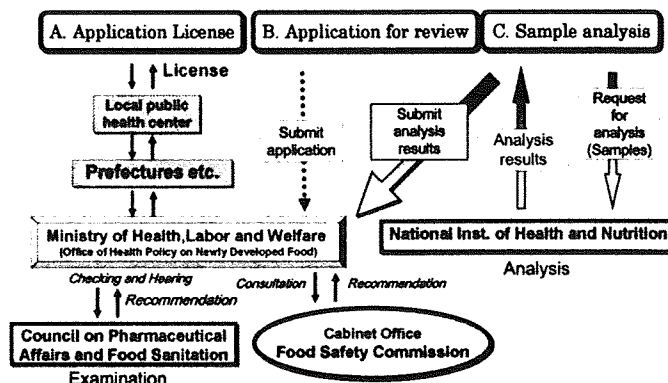 A. Application License
B. Application for review
C. Sample analysis
License
Local public
health center
Prefectures etc.
Submit
application
Submit
analysis
results
Analysis
results
Request
for
analysis
(Samples)
Ministry of Health,Labor and Welfare
(Office of Health Policy on Newly Developed Food)
National Inst. of Health and Nutrition
Analysis
Checking and Hearing
Recommendation
Consultation
Recommendation
Council on Pharmaceutical
Affairs and Food Sanitation
Examination
Cabinet Office
Food Safety Commission